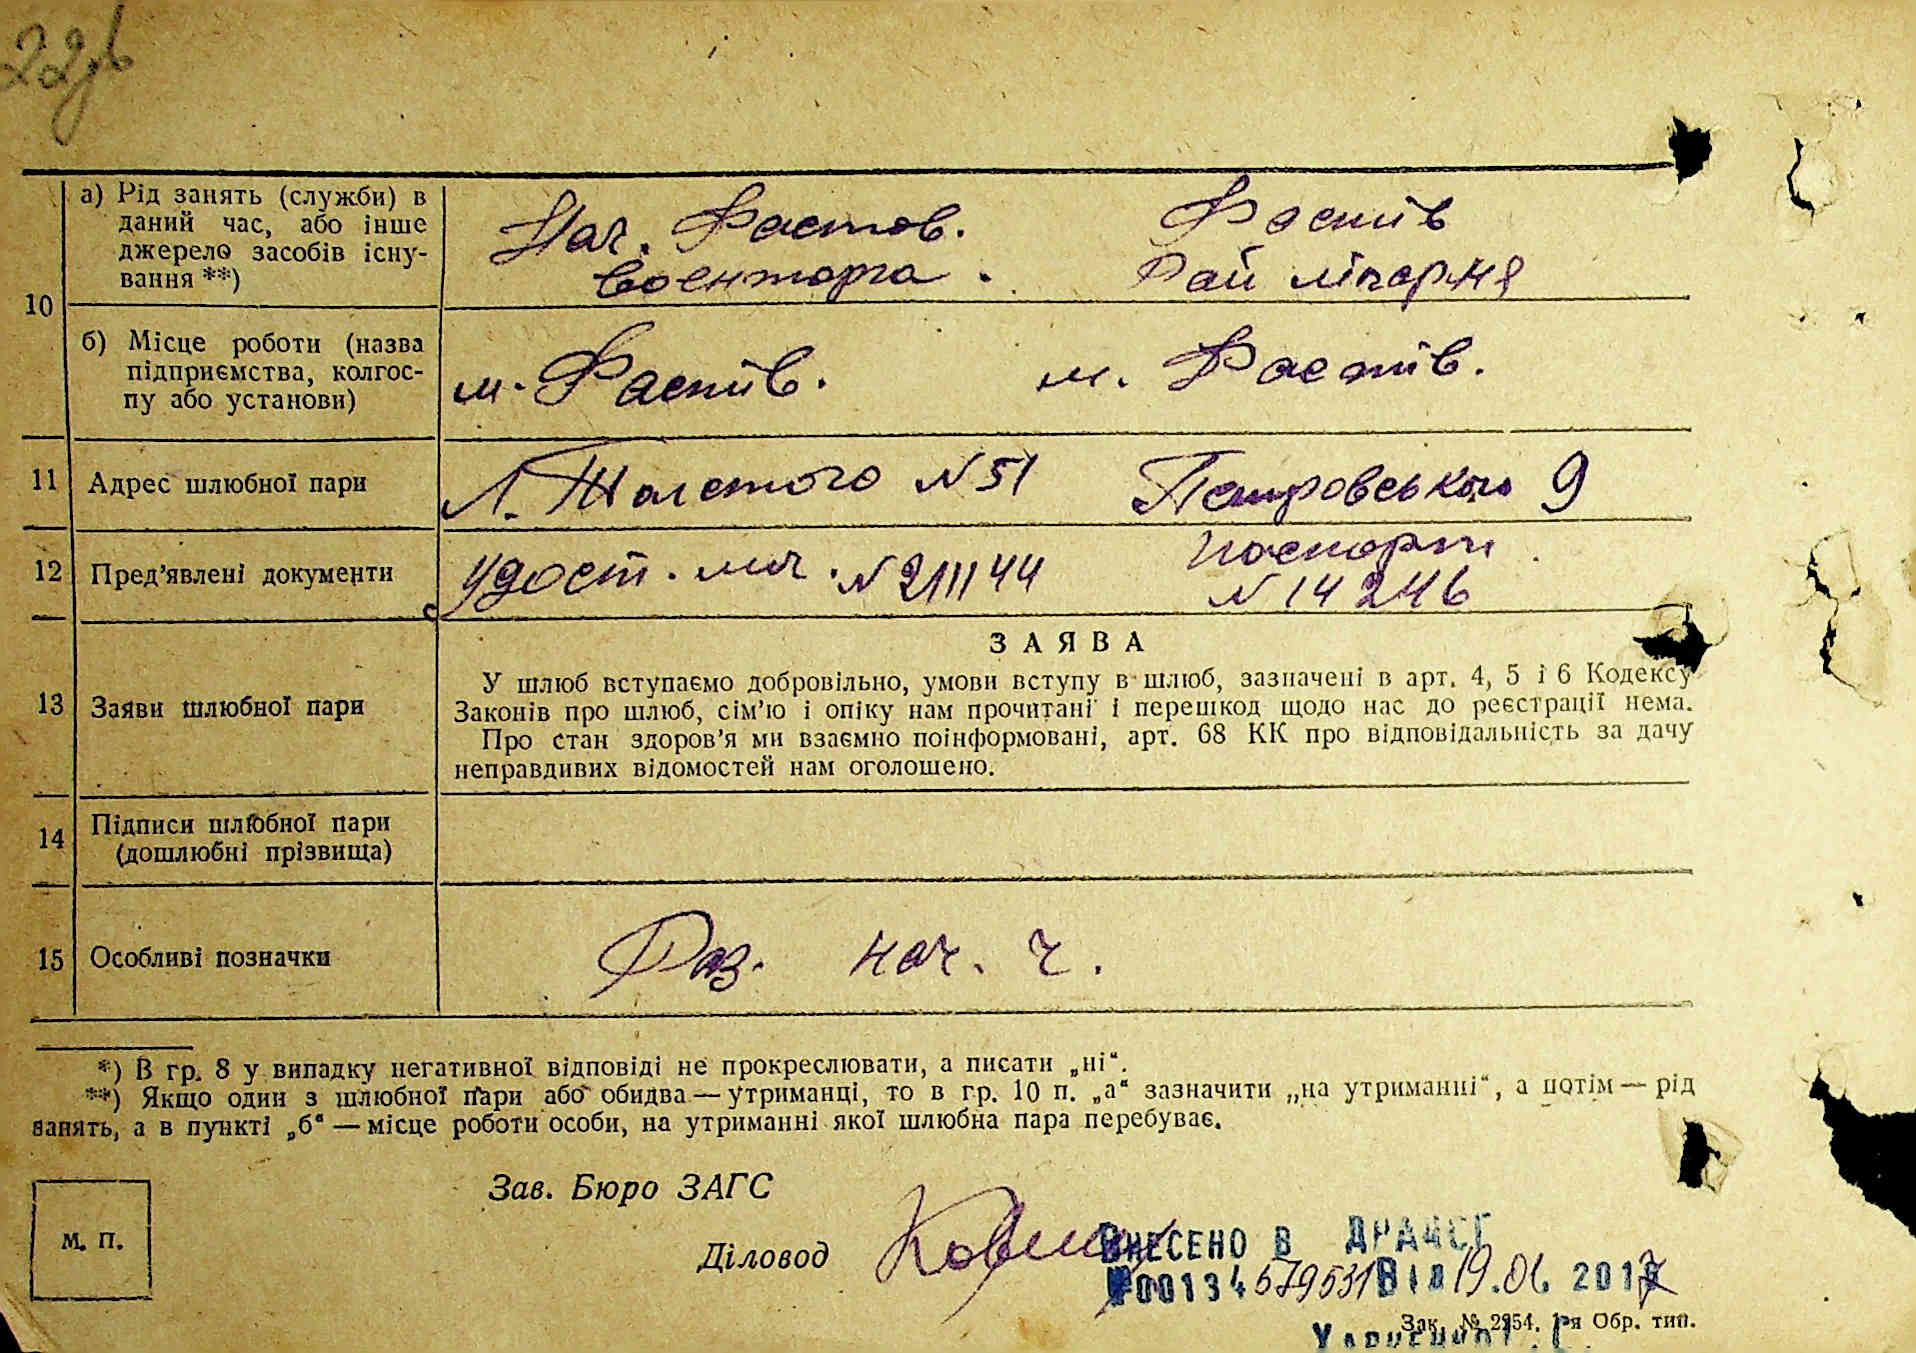 22зв
10
а) Рід занять (служби) в
даний час, або інше
джерело засобів існу-
вання **)
Нач. Фастов.
военторга.
Фастів
Рай лікарня
б) Місце роботи (назва
підприємства, колгос-
пу або установи)
м. Фастів.
м. Фастів.
11
Адрес шлюбної пари
Л. Толстого № 51
Петровського 9
12
Пред’явлені документи
удост. лич. № 211144
паспорт
№ 14246
13
Заяви шлюбної пари
ЗАЯВА
У шлюб вступаємо добровільно, умови вступу в шлюб, зазначені в арт. 4, 5 і 6 Кодексу
Законів про шлюб, сім’ю і опіку нам прочитані і перешкод щодо нас до реєстрації нема.
Про стан здоров’я ми взаємно поінформовані, арт. 68 КК про відповідальність за дачу
неправдивих відомостей нам оголошено.
14
Підписи шлюбної пари
(дошлюбні прізвища)
15
Особливі позначки
Раз. нач. ч.
*) В гр. 8 у випадку негативної відповіді не прокреслювати, а писати „ні“.
**) Якщо один з шлюбної пари або обидва — утриманці, то в гр. 10 п. „а“ зазначити „на утриманні“, а потім — рід
занять, а в пункті „б“ — місце роботи особи, на утриманні якої шлюбна пара перебуває.
М. П.
Зав. Бюро ЗАГС
Діловод
ВНЕСЕНО В ДРАЦСГ
№00134579531 Від 19.06.2017
Зак. № 2254. 1-я Обр. тип.